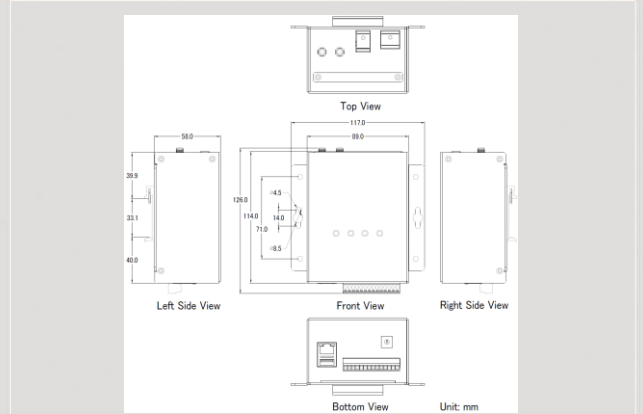 Top View
117.0
58.0
89.0
39.9
33.1
40.0
126.0
114.0
71.0
14.0
⌀4.5
⌀8.5
Left Side View
Front View
Right Side View
Bottom View
Unit: mm